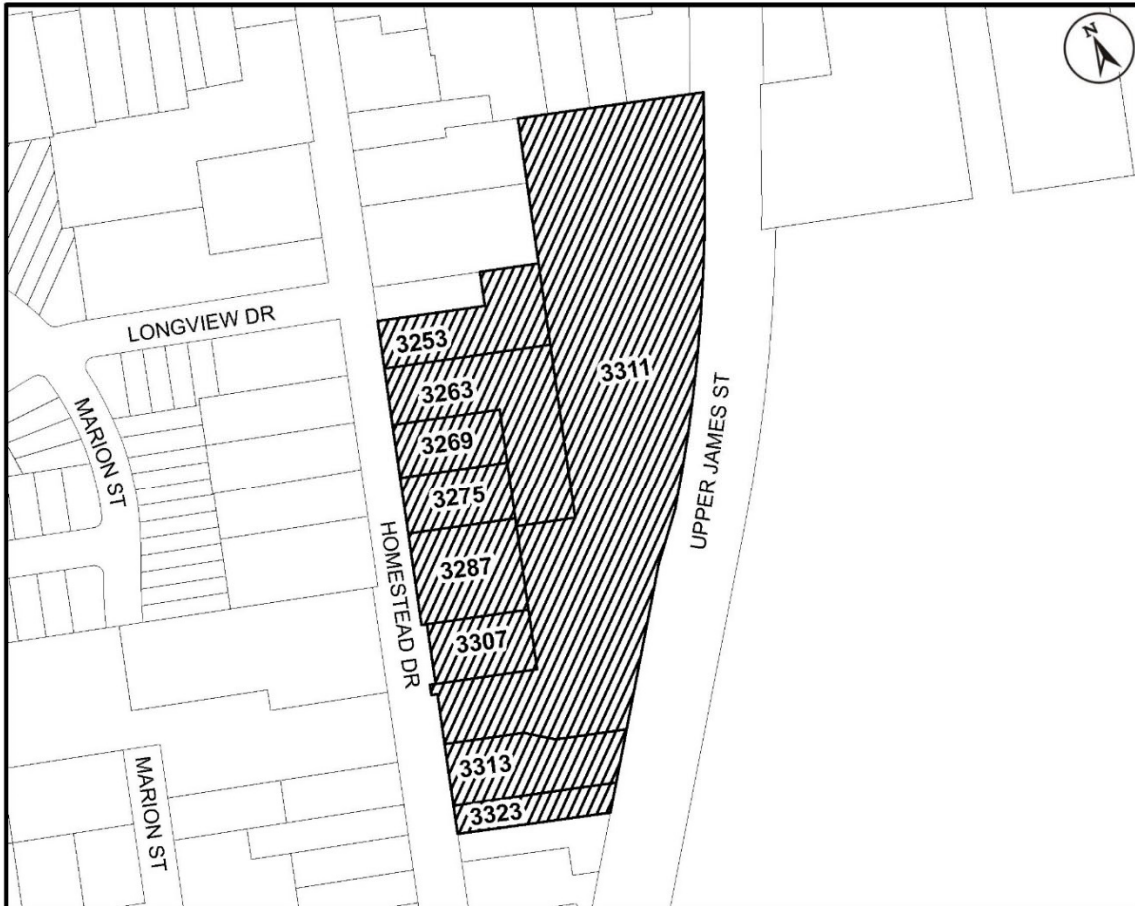 N
LONGVIEW DR
3253
3311
3263
MARION ST
3269
UPPER JAMES ST
3275
HOMESTEAD DR
3287
3307
3313
MARION ST
3323